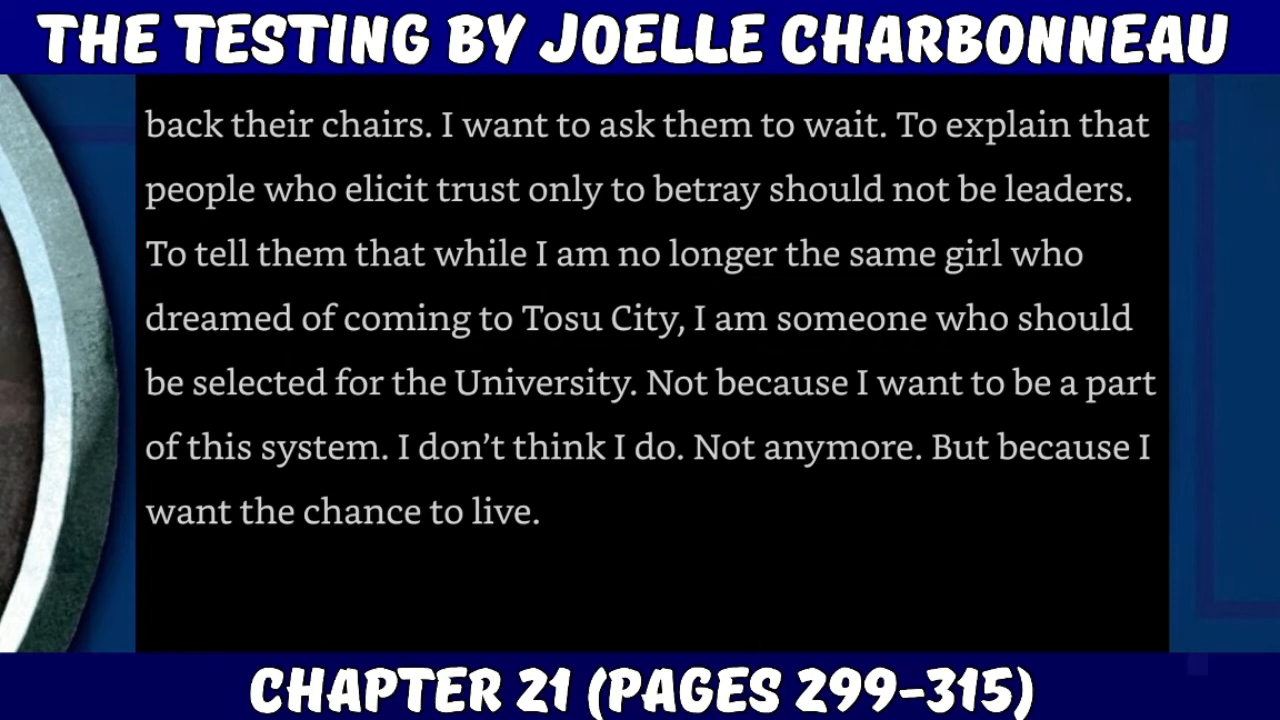 THE TESTING BY JOELLE CHARBONNEAU
back their chairs. I want to ask them to wait. To explain that
people who elicit trust only to betray should not be leaders.
To tell them that while I am no longer the same girl who
dreamed of coming to Tosu City, I am someone who should
be selected for the University. Not because I want to be a part
of this system. I don’t think I do. Not anymore. But because I
want the chance to live.
CHAPTER 21 (PAGES 299-315)